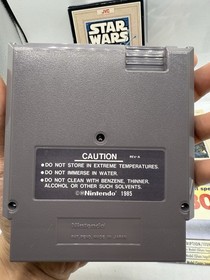 STAR
WARS
CAUTION
REV-A
•DO NOT STORE IN EXTREME TEMPERATURES.
•DO NOT IMMERSE IN WATER.
•DO NOT CLEAN WITH BENZENE, THINNER,
ALCOHOL OR OTHER SUCH SOLVENTS.
©Nintendo 1985
Nintendo